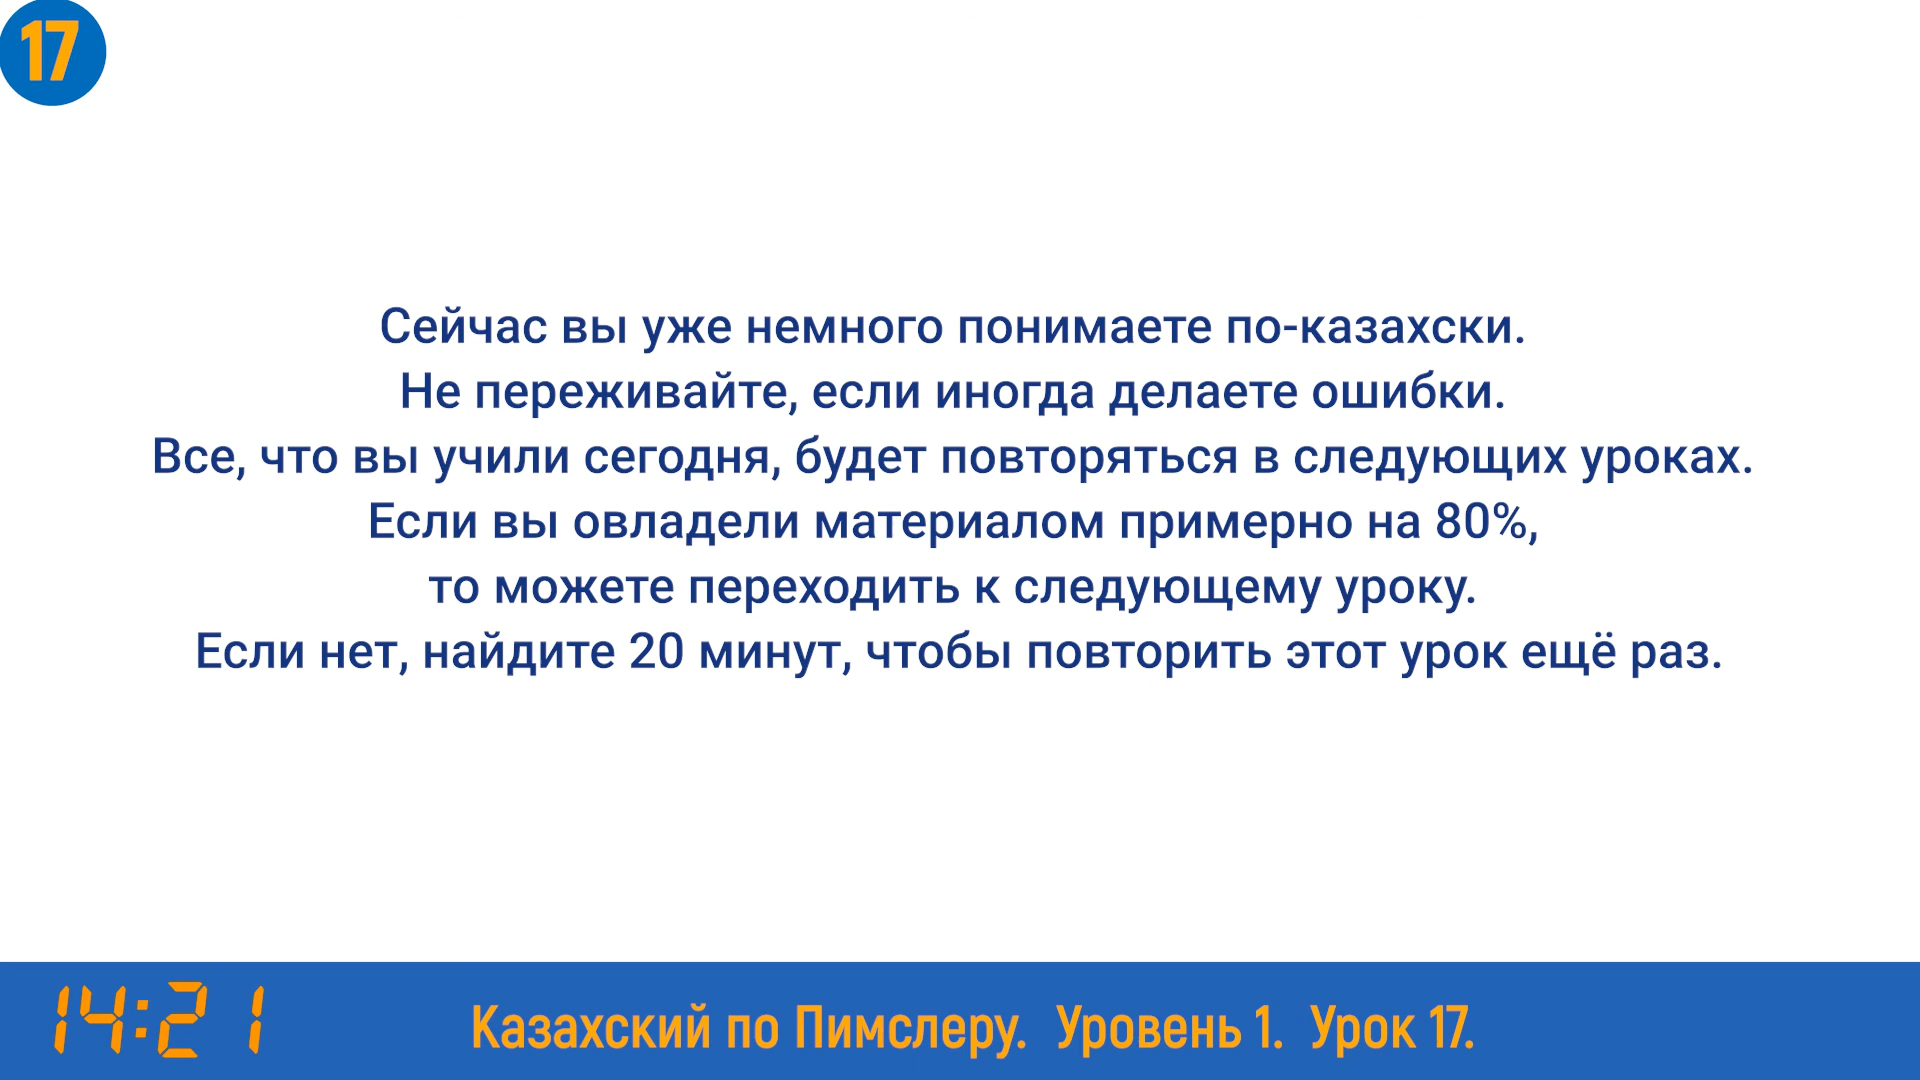 17
Сейчас вы уже немного понимаете по-казахски.
Не переживайте, если иногда делаете ошибки.
Все, что вы учили сегодня, будет повторяться в следующих уроках.
Если вы овладели материалом примерно на 80%,
то можете переходить к следующему уроку.
Если нет, найдите 20 минут, чтобы повторить этот урок ещё раз.
14:21
Казахский по Пимслеру. Уровень 1. Урок 17.